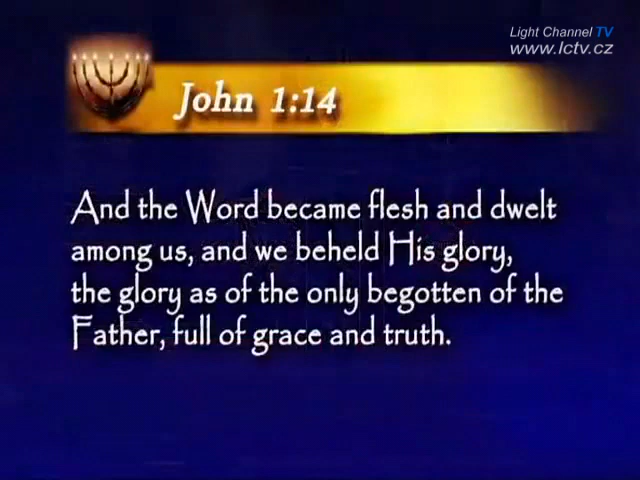 Light Channel TV
www.lctv.cz
John 1:14
And the Word became flesh and dwelt
among us, and we beheld His glory,
the glory as of the only begotten of the
Father, full of grace and truth.